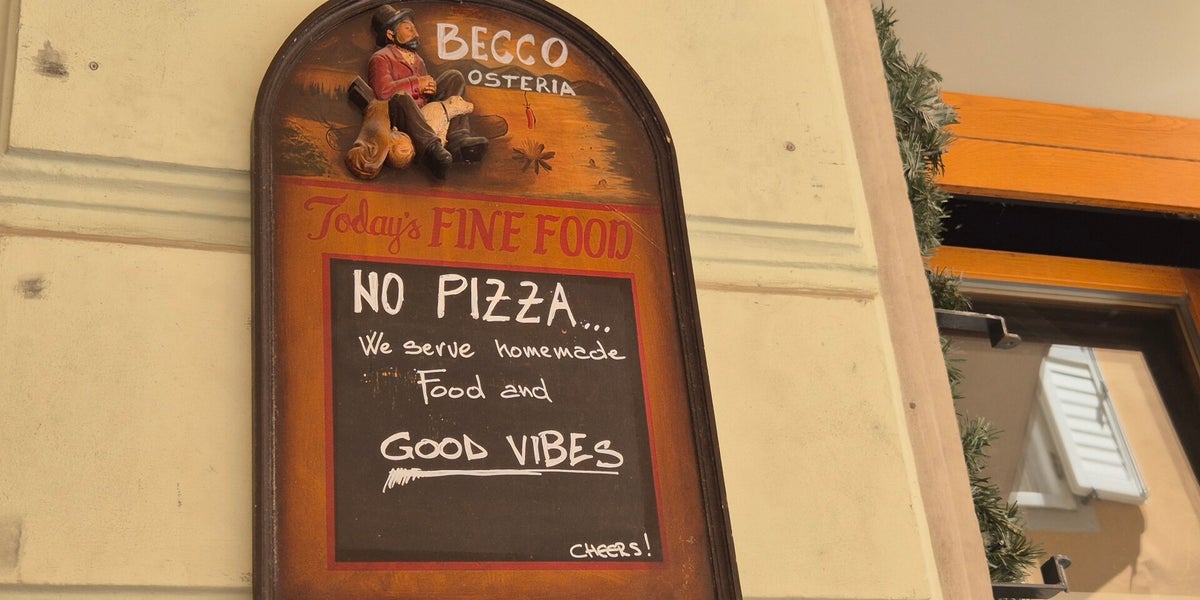 BECCO
OSTERIA
Today's FINE FOOD
NO PIZZA...
We serve homemade
Food and
GOOD VIBES
CHEERS!